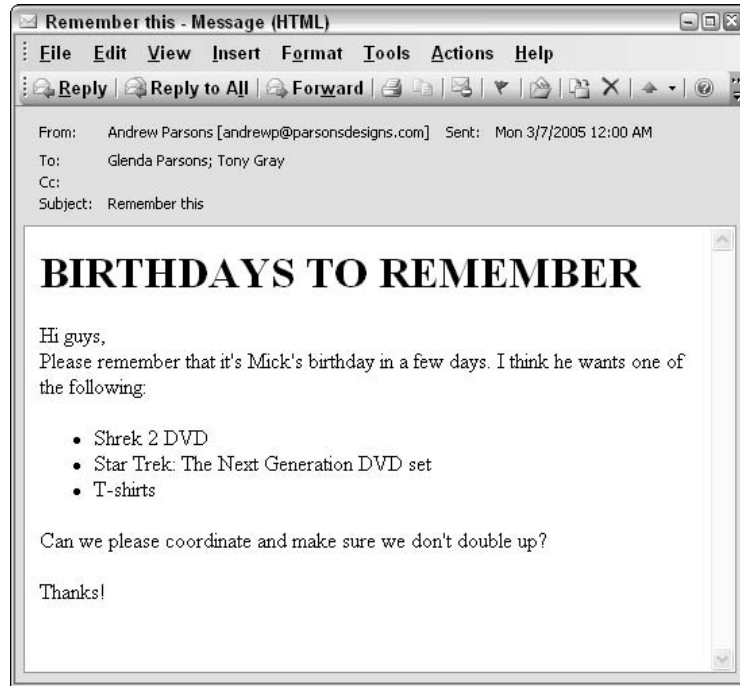 Remember this - Message (HTML)
File Edit View Insert Format Tools Actions Help
Reply Reply to All Forward
From: Andrew Parsons [andrewp@parsonsdesigns.com] Sent: Mon 3/7/2005 12:00 AM
To: Glenda Parsons; Tony Gray
Cc:
Subject: Remember this
BIRTHDAYS TO REMEMBER
Hi guys,
Please remember that it's Mick's birthday in a few days. I think he wants one of
the following:
• Shrek 2 DVD
• Star Trek: The Next Generation DVD set
• T-shirts
Can we please coordinate and make sure we don't double up?
Thanks!